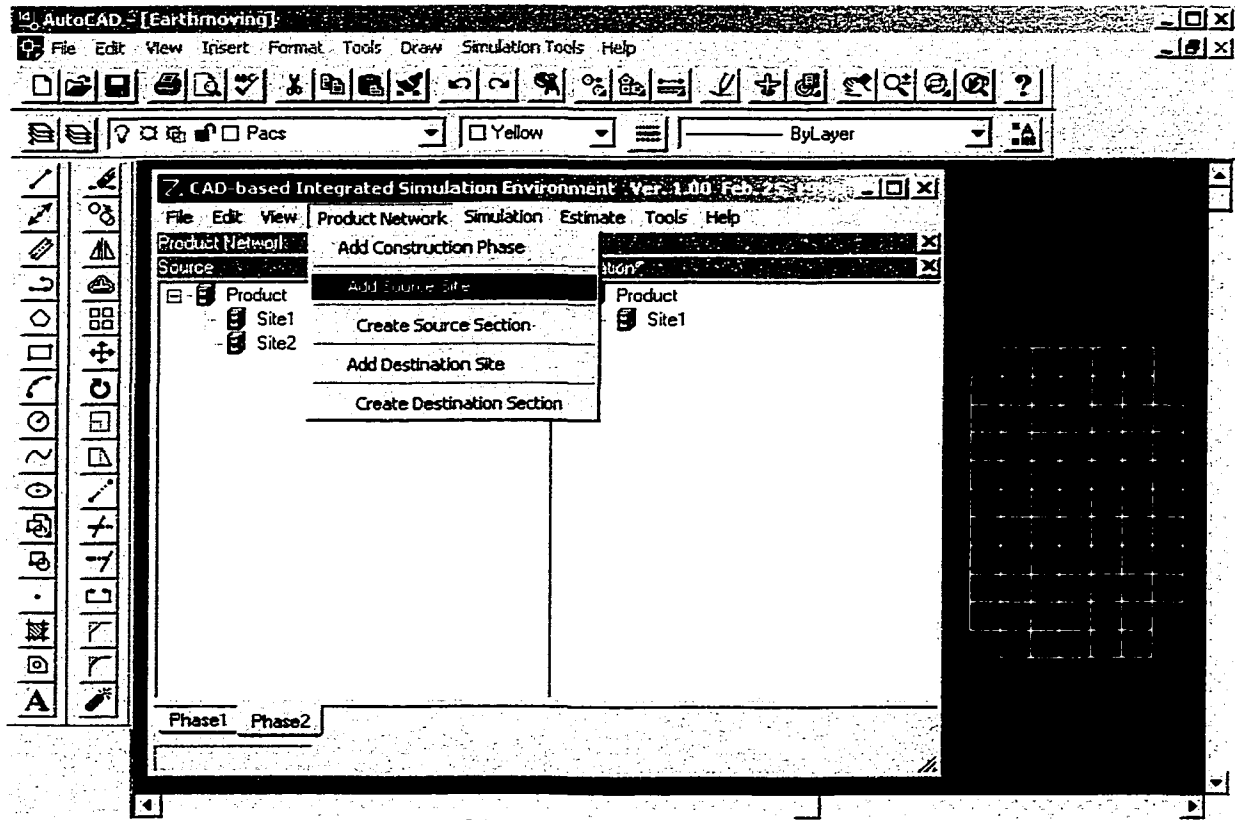 AutoCAD - [Earthmoving]
File Edit View Insert Format Tools Draw Simulation Tools Help
Pacs Yellow ByLayer
CAD-based Integrated Simulation Environment Ver. 1.00 Feb. 25
File Edit View Product Network Simulation Estimate Tools Help
Product Network
Add Construction Phase
Source
Add Source Site
Product
Product
Site1
Create Source Section
Site1
Site2
Add Destination Site
Create Destination Section
Phase1 Phase2
A